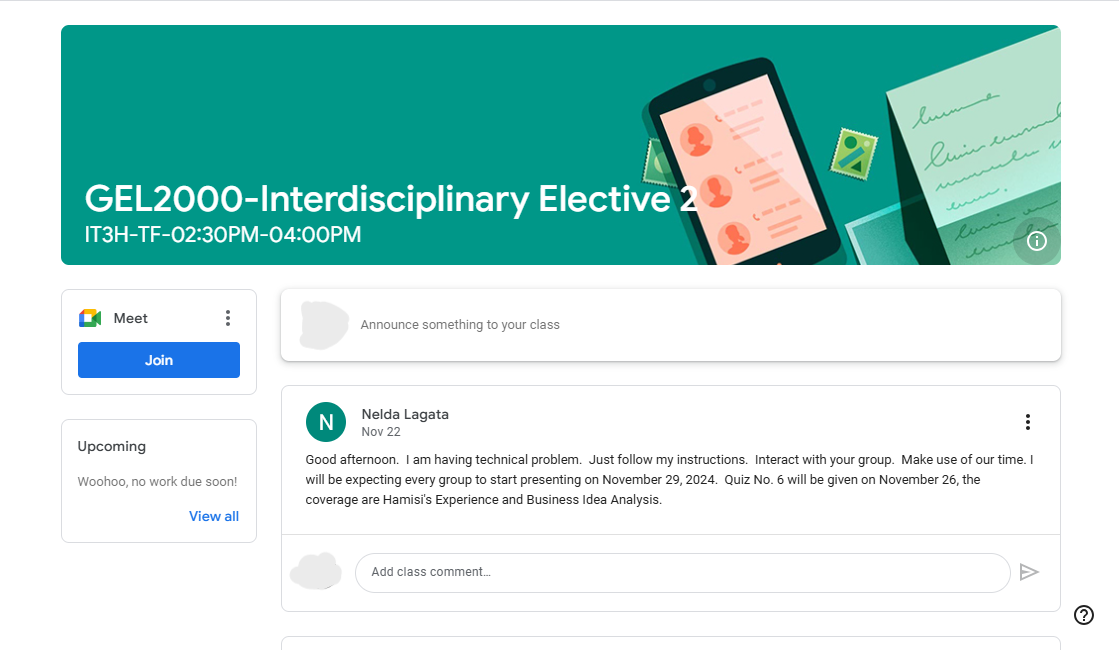 GEL2000-Interdisciplinary Elective 2
IT3H-TF-02:30PM-04:00PM
Meet
Join
Upcoming
Woohoo, no work due soon!
View all
Announce something to your class
N
Nelda Lagata
Nov 22
Good afternoon.  I am having technical problem.  Just follow my instructions.  Interact with your group.  Make use of our time. I
will be expecting every group to start presenting on November 29, 2024.  Quiz No. 6 will be given on November 26, the
coverage are Hamisi's Experience and Business Idea Analysis.
Add class comment...